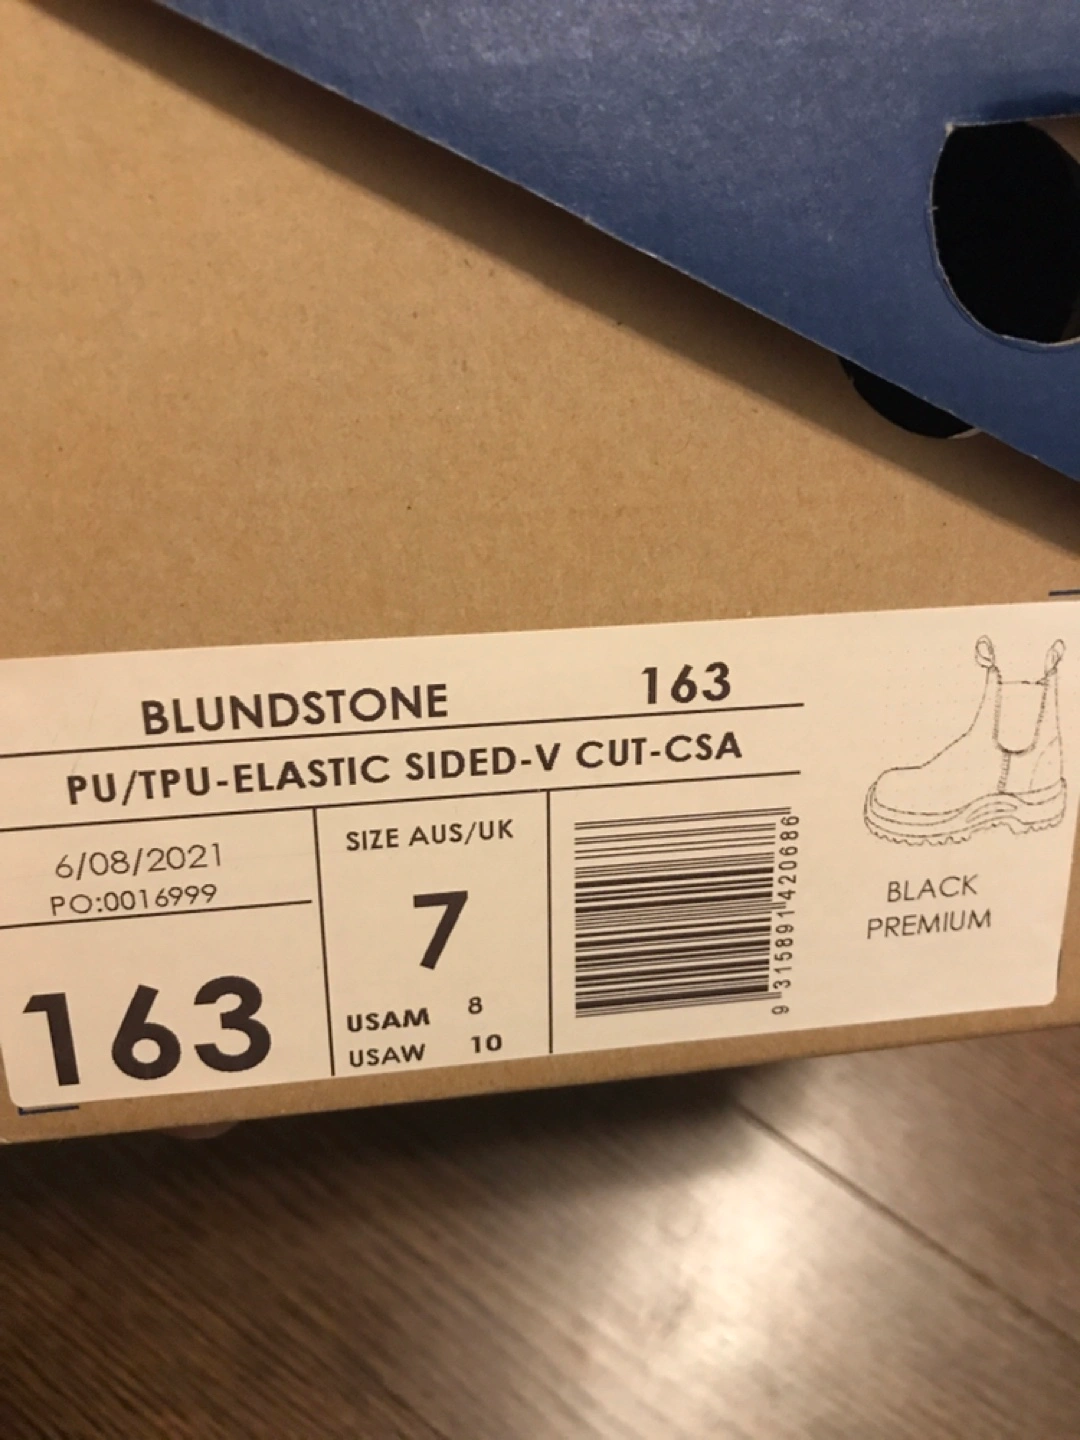 BLUNDSTONE 163
PU/TPU-ELASTIC SIDED-V CUT-CSA
6/08/2021
PO:0016999
163
SIZE AUS/UK
7
USAM 8
USAW 10
9 315891 420686
BLACK
PREMIUM